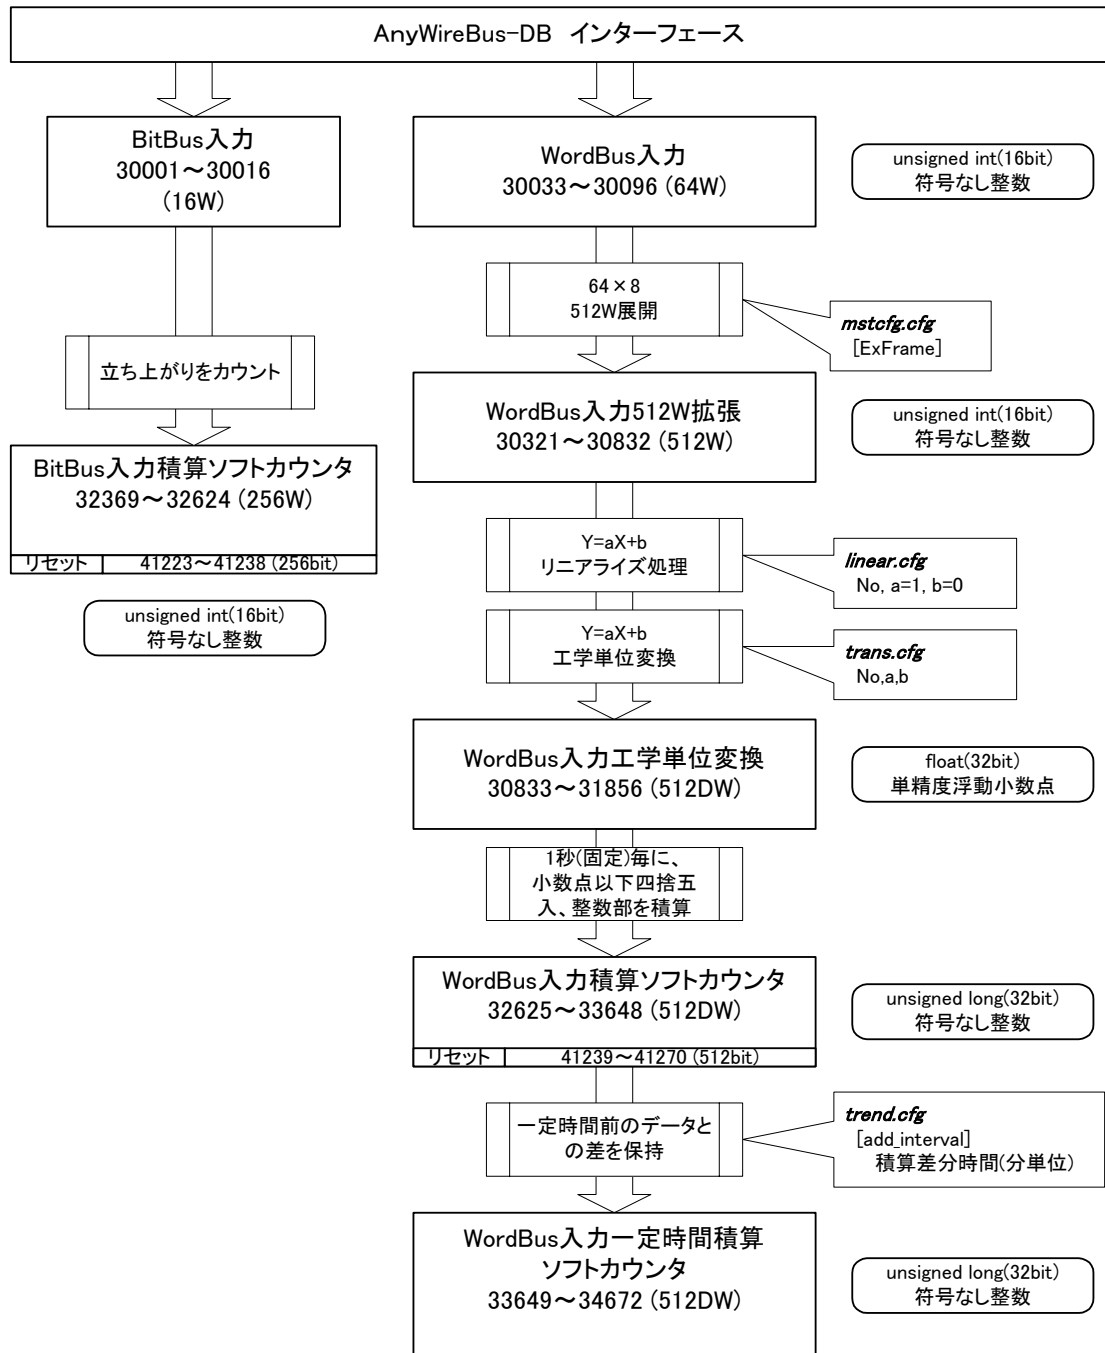 AnyWireBus-DB インターフェース
BitBus入力
30001～30016
(16W)
WordBus入力
30033～30096 (64W)
unsigned int(16bit)
符号なし整数
64×8
512W展開
mstcfg.cfg
[ExFrame]
立ち上がりをカウント
WordBus入力512W拡張
30321～30832 (512W)
unsigned int(16bit)
符号なし整数
BitBus入力積算ソフトカウンタ
32369～32624 (256W)
リセット 41223～41238 (256bit)
unsigned int(16bit)
符号なし整数
Y=aX+b
リニアライズ処理
linear.cfg
No, a=1, b=0
Y=aX+b
工学単位変換
trans.cfg
No,a,b
WordBus入力工学単位変換
30833～31856 (512DW)
float(32bit)
単精度浮動小数点
1秒(固定)毎に、
小数点以下四捨五
入、整数部を積算
WordBus入力積算ソフトカウンタ
32625～33648 (512DW)
リセット 41239～41270 (512bit)
unsigned long(32bit)
符号なし整数
一定時間前のデータと
の差を保持
trend.cfg
[add_interval]
積算差分時間(分単位)
WordBus入力一定時間積算
ソフトカウンタ
33649～34672 (512DW)
unsigned long(32bit)
符号なし整数